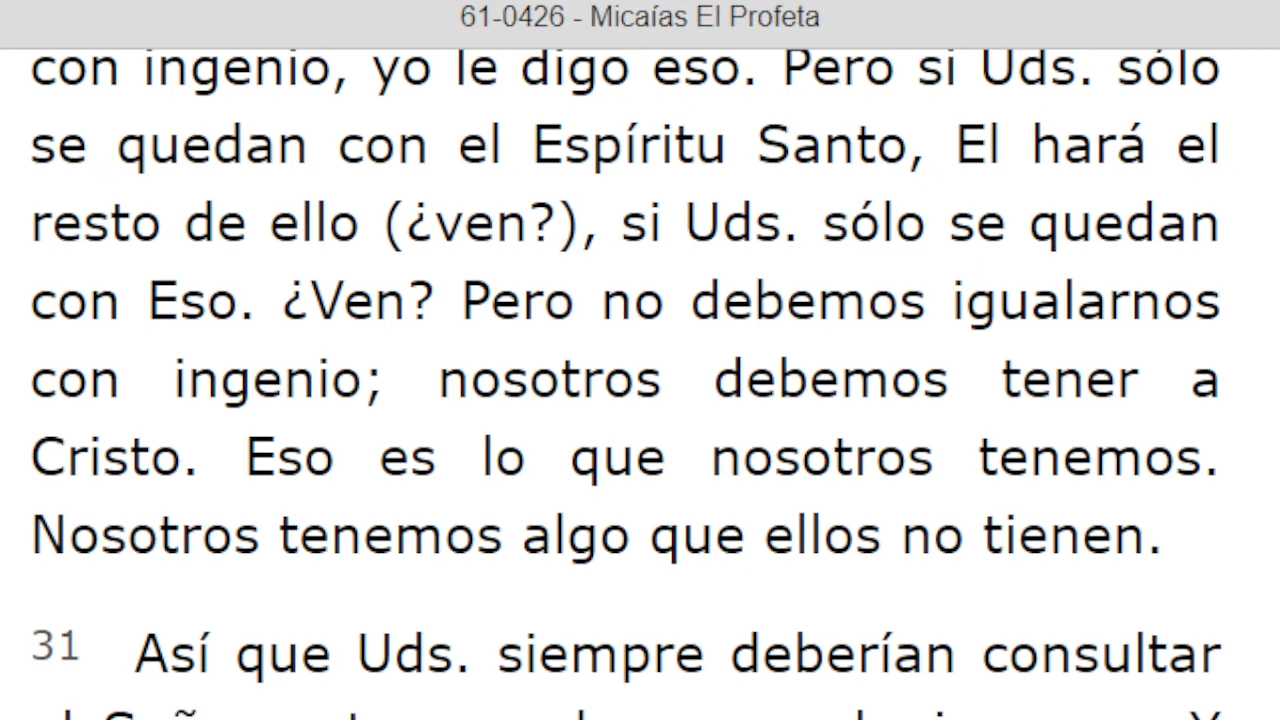 61-0426 - Micaías El Profeta
con ingenio, yo le digo eso. Pero si Uds. sólo
se quedan con el Espíritu Santo, El hará el
resto de ello (¿ven?), si Uds. sólo se quedan
con Eso. ¿Ven? Pero no debemos igualarnos
con ingenio; nosotros debemos tener a
Cristo. Eso es lo que nosotros tenemos.
Nosotros tenemos algo que ellos no tienen.
31 Así que Uds. siempre deberían consultar